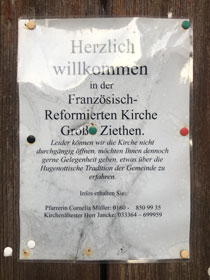 Herzlich
willkommen
in der
Französisch-
Reformierten Kirche
Groß Ziethen.
Leider können wir die Kirche nicht
durchgängig öffnen, möchten Ihnen dennoch
gerne Gelegenheit geben, etwas über die
Hugenottische Tradition der Gemeinde zu
erfahren.
Infos erhalten Sie:
Pfarrerin Cornelia Müller: 0160 - 850 99 35
Kirchenältester Herr Jancke: 033364 - 699959